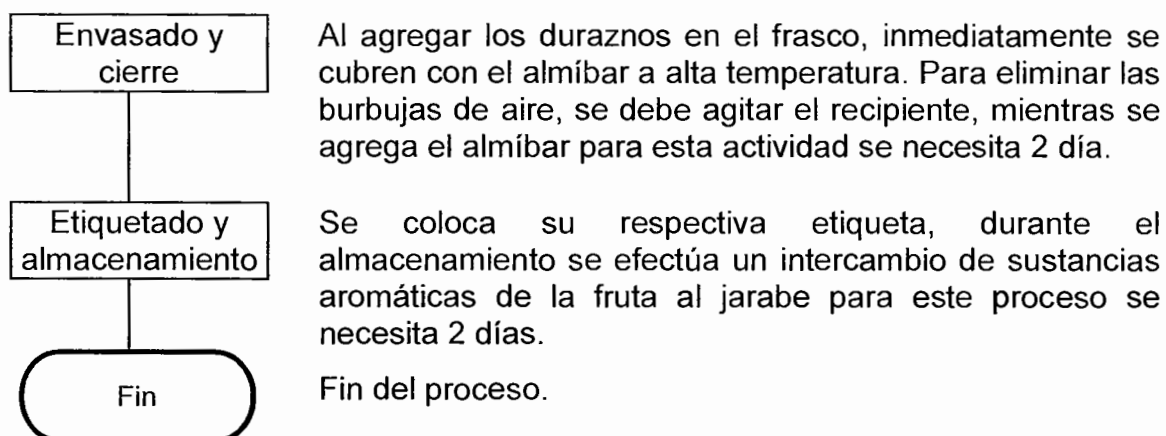 Envasado y
cierre
Al agregar los duraznos en el frasco, inmediatamente se
cubren con el almíbar a alta temperatura. Para eliminar las
burbujas de aire, se debe agitar el recipiente, mientras se
agrega el almíbar para esta actividad se necesita 2 día.
Etiquetado y
almacenamiento
Se coloca su respectiva etiqueta, durante el
almacenamiento se efectúa un intercambio de sustancias
aromáticas de la fruta al jarabe para este proceso se
necesita 2 días.
Fin
Fin del proceso.